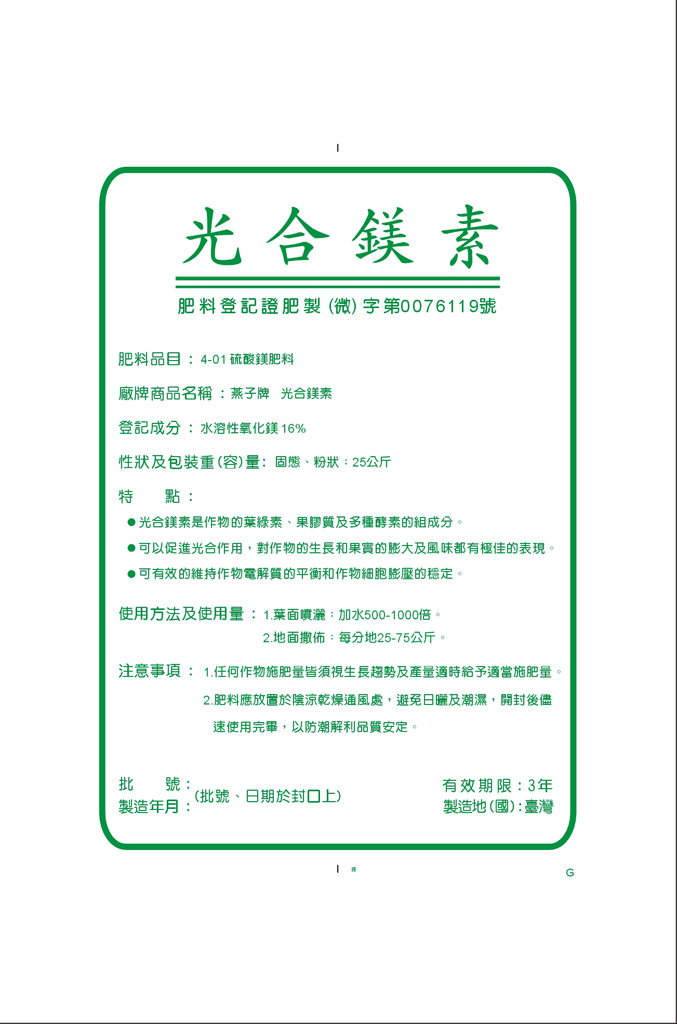 光合鎂素
肥料登記證肥製(微)字第0076119號
肥料品目：4-01 硫酸鎂肥料
廠牌商品名稱：燕子牌 光合鎂素
登記成分：水溶性氧化鎂16%
性狀及包裝重(容)量：固態、粉狀：25公斤
特 點：
●光合鎂素是作物的葉綠素、果膠質及多種酵素的組成分。
●可以促進光合作用，對作物的生長和果實的膨大及風味都有極佳的表現。
●可有效的維持作物電解質的平衡和作物細胞膨壓的穩定。
使用方法及使用量：1.葉面噴灑：加水500-1000倍。
2.地面撒佈：每分地25-75公斤。
注意事項：1.任何作物施肥量皆須視生長趨勢及產量適時給予適當施肥量。
2.肥料應放置於陰涼乾燥通風處，避免日曬及潮濕，開封後儘
速使用完畢，以防潮解利品質安定。
批 號：
製造年月：
(批號、日期於封口上)
有效期限：3年
製造地(國)：臺灣
G